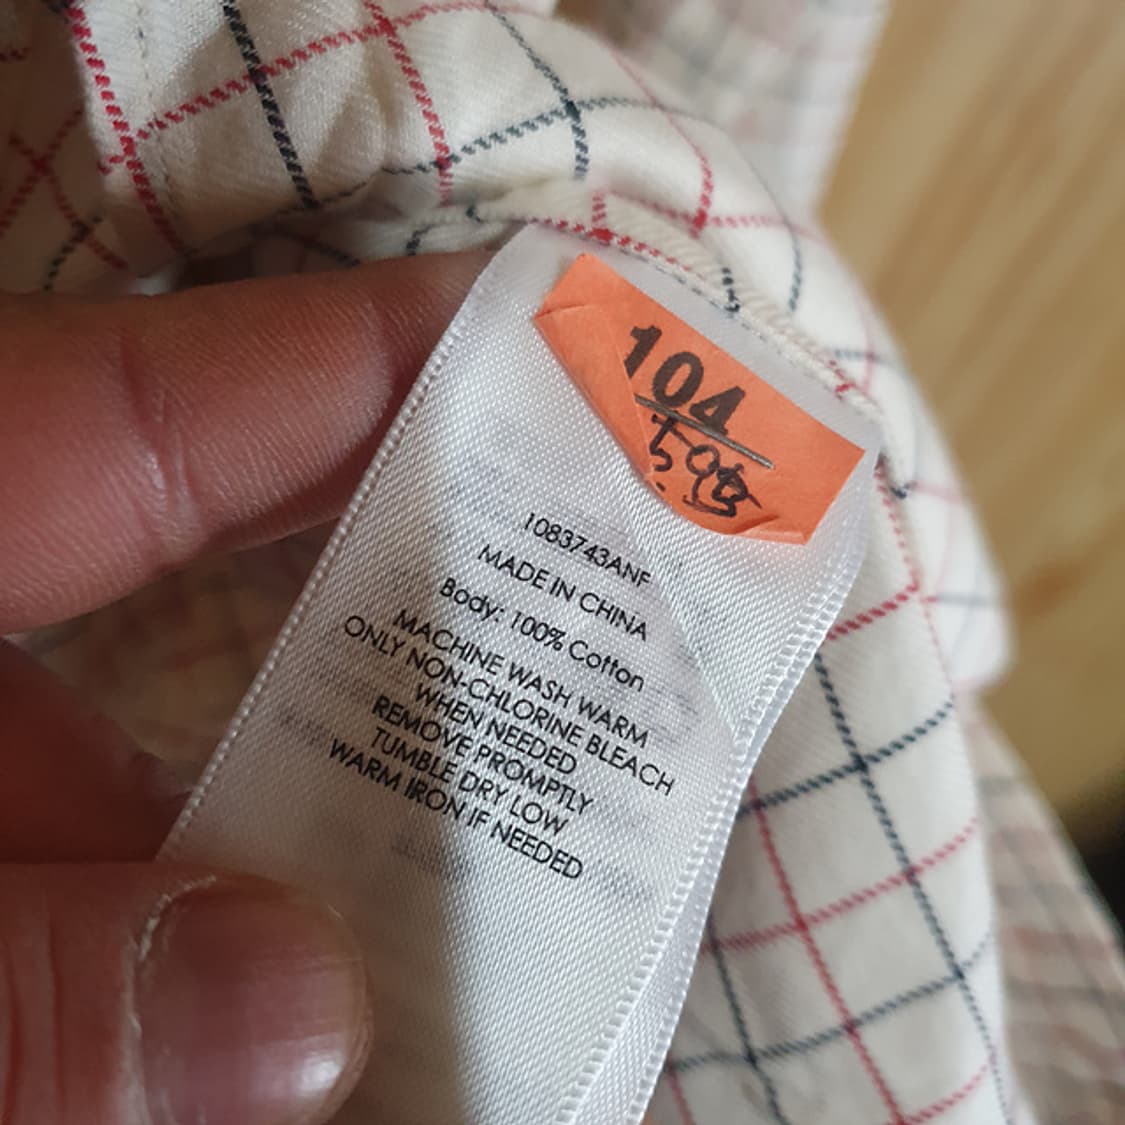 104
1083743ANF
MADE IN CHINA
Body: 100% Cotton
MACHINE WASH WARM
ONLY NON-CHLORINE BLEACH
WHEN NEEDED
REMOVE PROMPTLY
TUMBLE DRY LOW
WARM IRON IF NEEDED